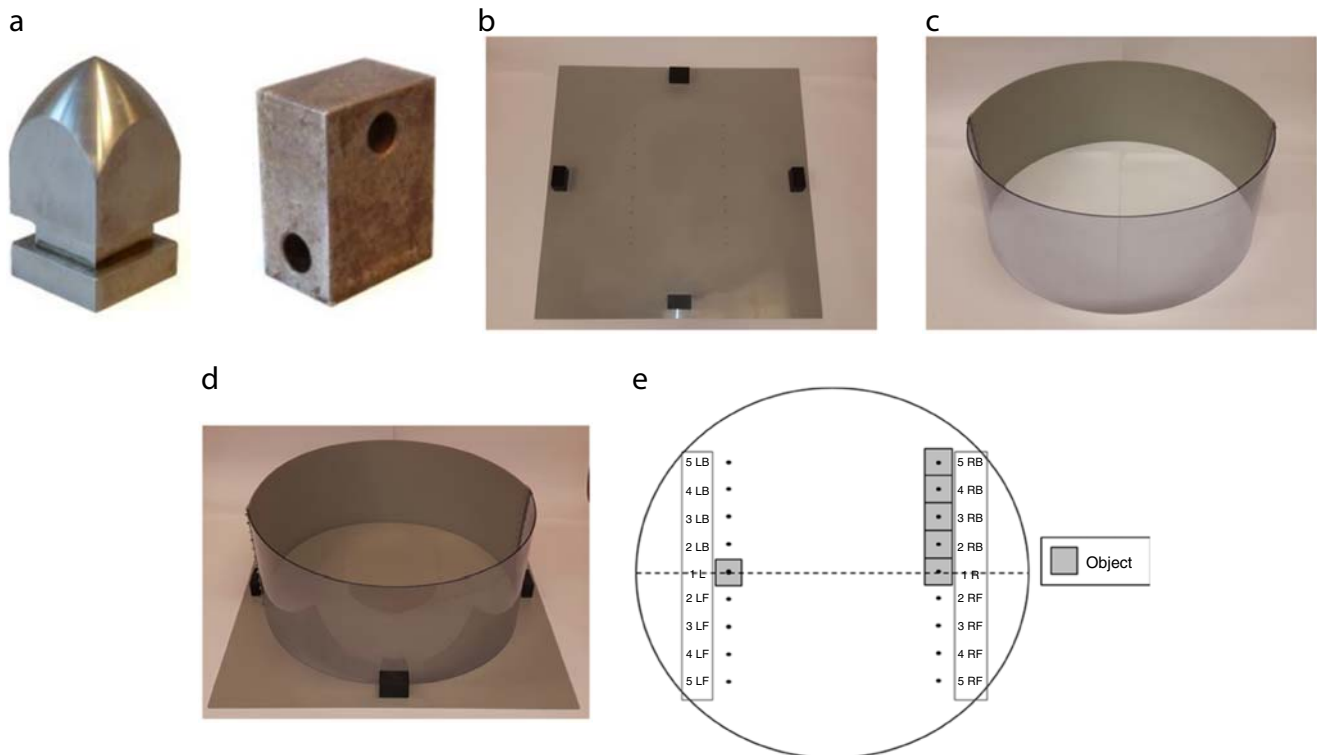 a
b
c
d
e
5 LB
4 LB
3 LB
2 LB
1 L
2 LF
3 LF
4 LF
5 LF
5 RB
4 RB
3 RB
2 RB
1 R
2 RF
3 RF
4 RF
5 RF
Object